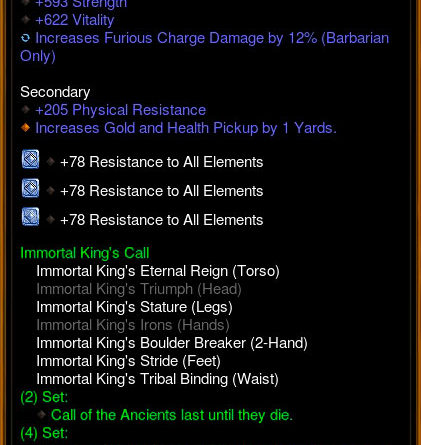 +593 Strength
+622 Vitality
Increases Furious Charge Damage by 12% (Barbarian
Only)
Secondary
+205 Physical Resistance
Increases Gold and Health Pickup by 1 Yards.
+78 Resistance to All Elements
+78 Resistance to All Elements
+78 Resistance to All Elements
Immortal King's Call
Immortal King's Eternal Reign (Torso)
Immortal King's Triumph (Head)
Immortal King's Stature (Legs)
Immortal King's Irons (Hands)
Immortal King's Boulder Breaker (2-Hand)
Immortal King's Stride (Feet)
Immortal King's Tribal Binding (Waist)
(2) Set:
Call of the Ancients last until they die.
(4) Set: